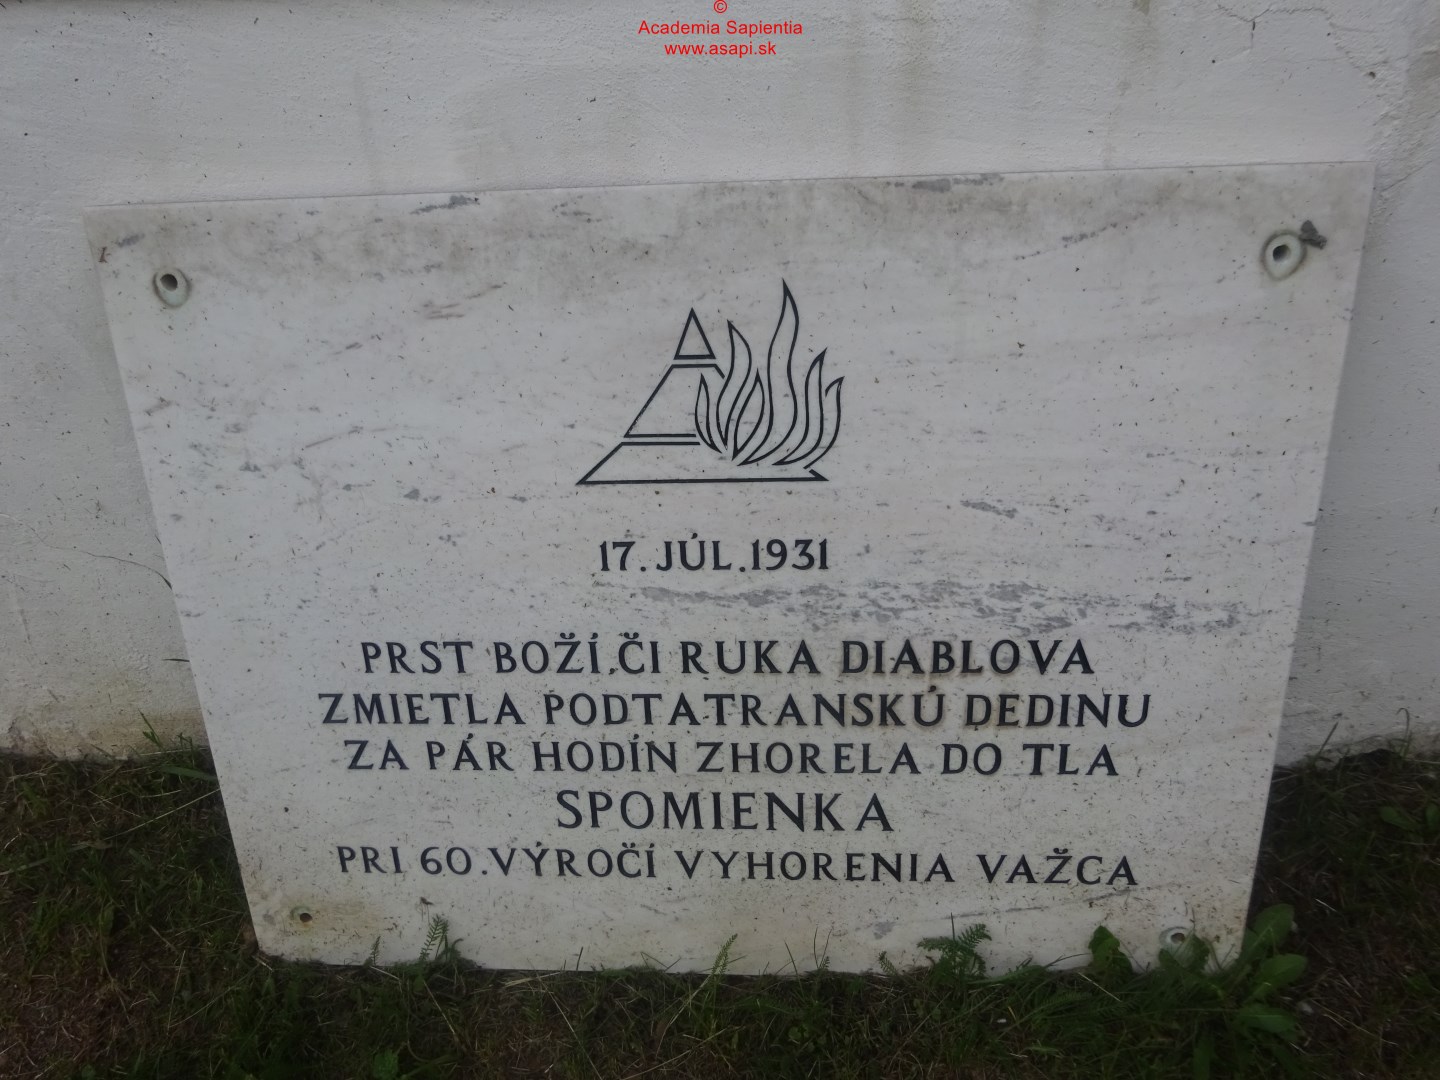 ©
Academia Sapientia
www.asapi.sk
17. JÚL. 1931
PRST BOŽÍ, ČI RUKA DIABLOVA
ZMIETLA PODTATRANSKÚ DEDINU
ZA PÁR HODÍN ZHORELA DO TLA
SPOMIENKA
PRI 60. VÝROČÍ VYHORENIA VAŽCA